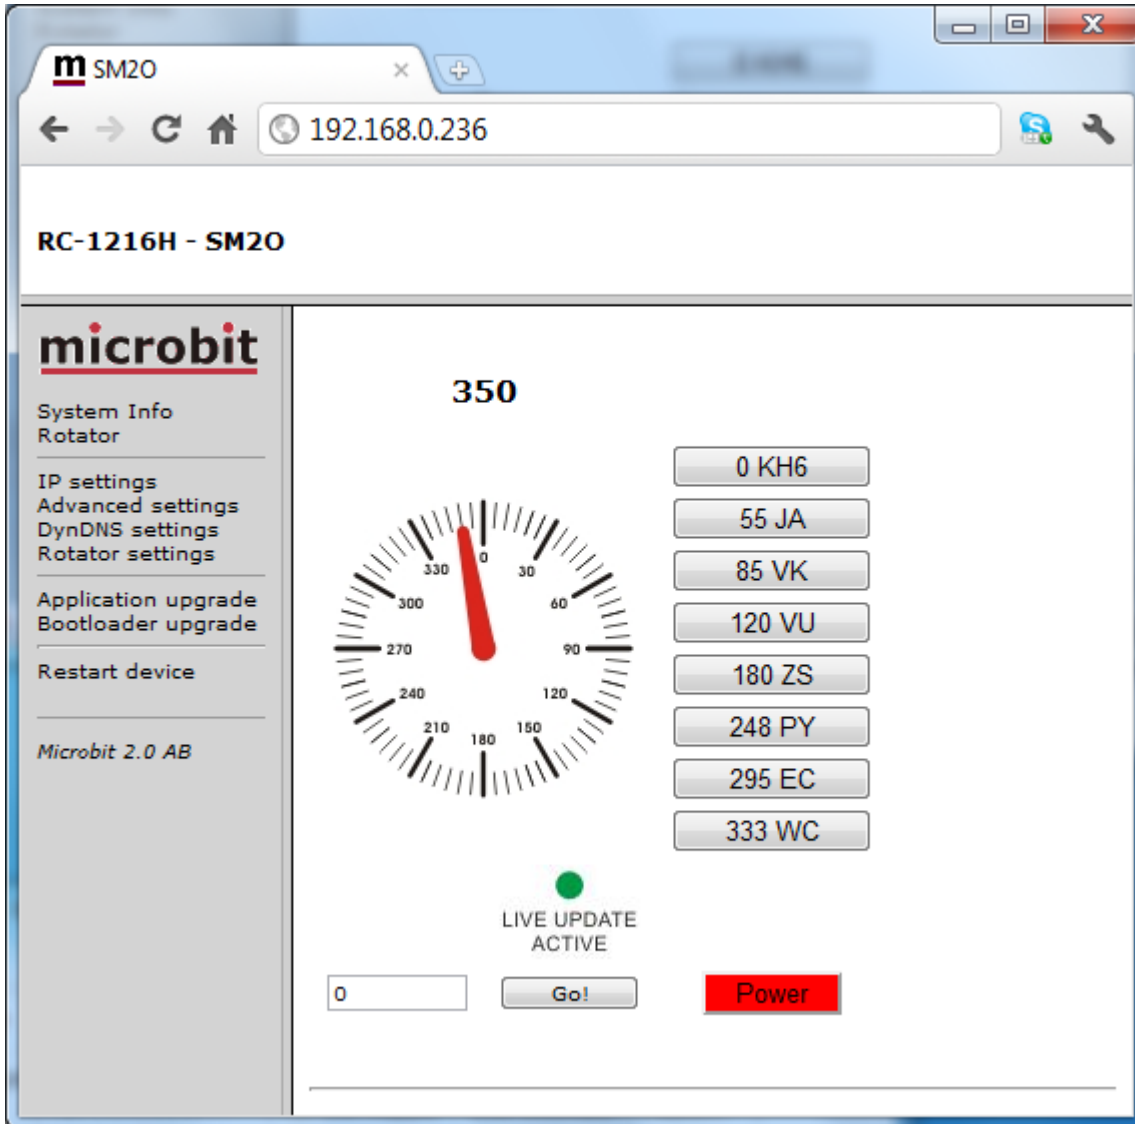 m SM2O
192.168.0.236
RC-1216H - SM2O
microbit
System Info
Rotator
IP settings
Advanced settings
DynDNS settings
Rotator settings
Application upgrade
Bootloader upgrade
Restart device
Microbit 2.0 AB
350
0
30
60
90
120
150
180
210
240
270
300
330
0 KH6
55 JA
85 VK
120 VU
180 ZS
248 PY
295 EC
333 WC
LIVE UPDATE
ACTIVE
0
Go!
Power